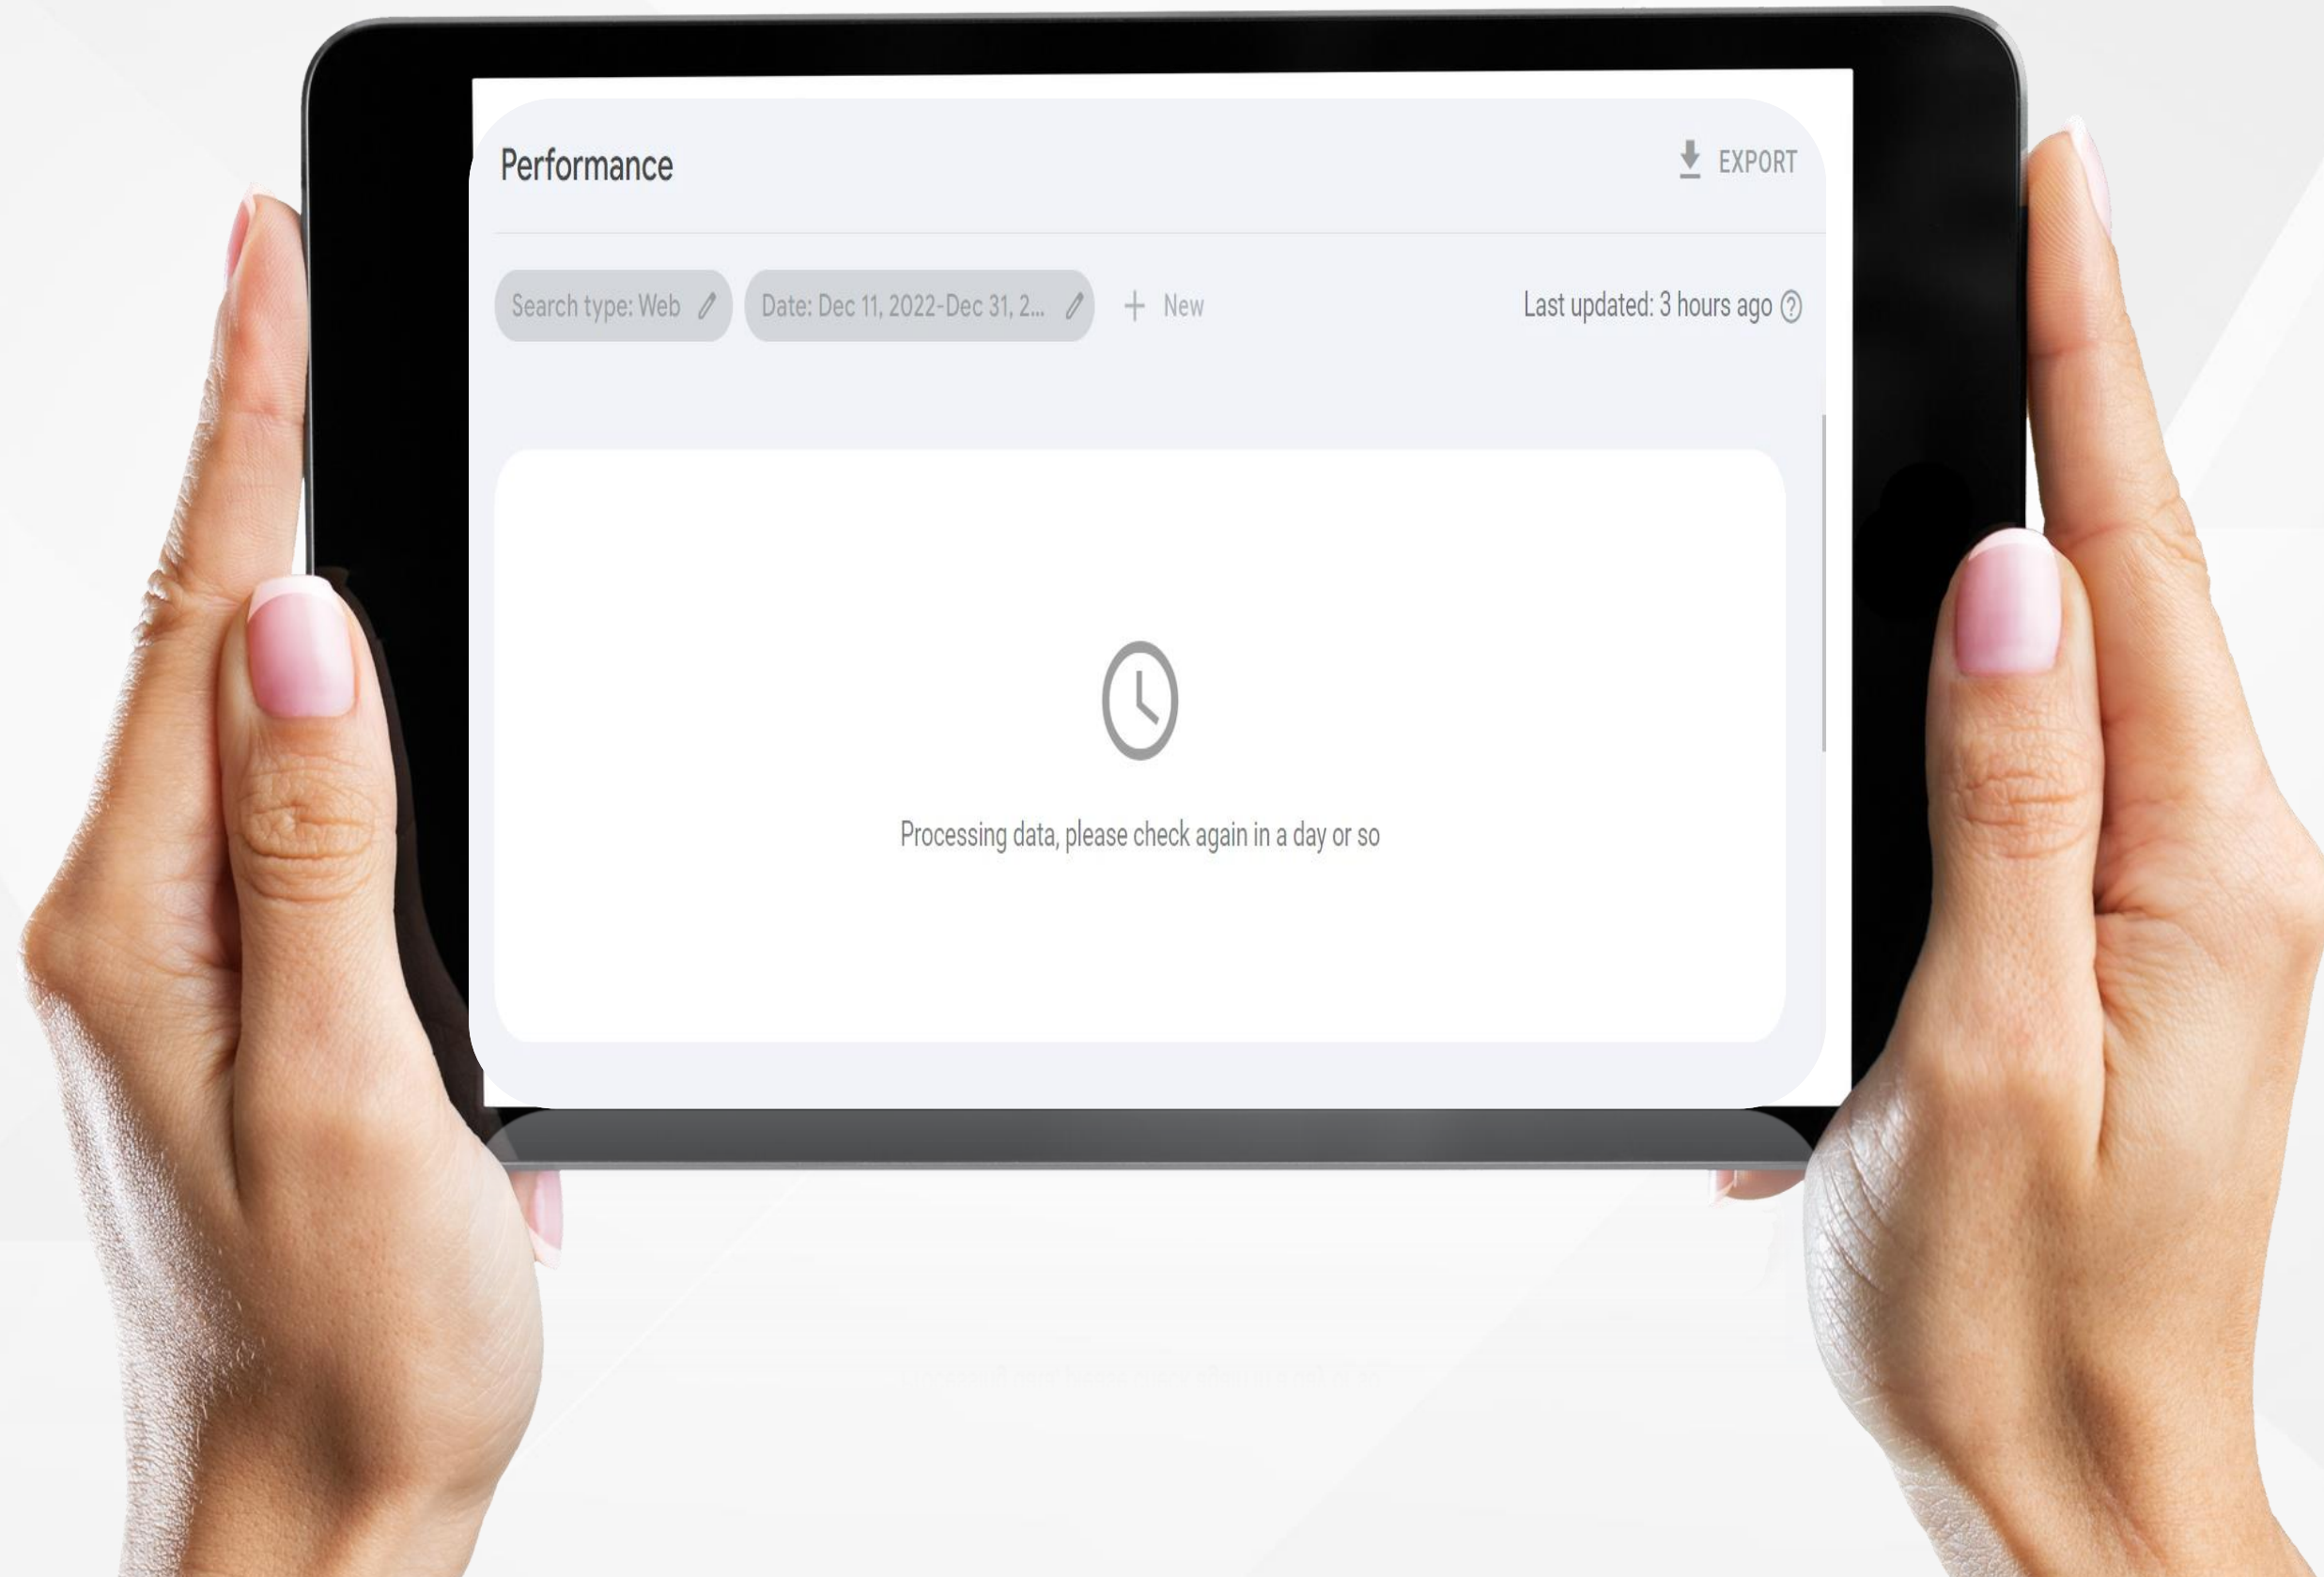 Performance
EXPORT
Search type: Web
Date: Dec 11, 2022-Dec 31, 2...
New
Last updated: 3 hours ago
Processing data, please check again in a day or so